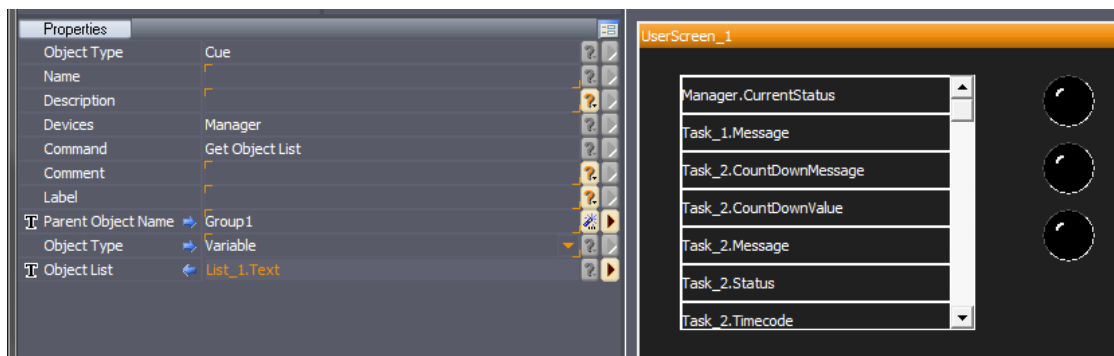 Properties
Object Type Cue
Name
Description
Devices Manager
Command Get Object List
Comment
Label
T Parent Object Name Group1
Object Type Variable
T Object List List_1.Text
UserScreen_1
Manager.CurrentStatus
Task_1.Message
Task_2.CountDownMessage
Task_2.CountDownValue
Task_2.Message
Task_2.Status
Task_2.Timecode